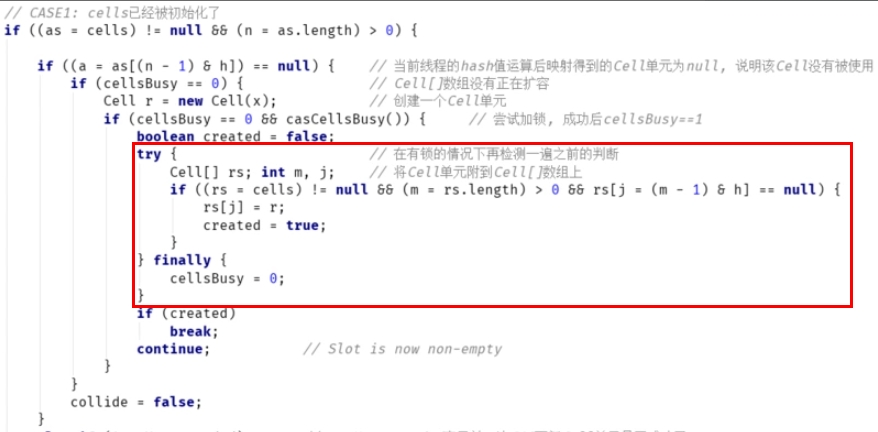 // CASE1: cells已经被初始化了
if ((as = cells) != null && (n = as.length) > 0) {
if ((a = as[(n - 1) & h]) == null) { // 当前线程的hash值运算后映射得到的Cell单元为null, 说明该Cell没有被使用
if (cellsBusy == 0) { // Cell[]数组没有正在扩容
Cell r = new Cell(x); // 创建一个Cell单元
if (cellsBusy == 0 && casCellsBusy()) { // 尝试加锁, 成功后cellsBusy==1
boolean created = false;
try { // 在有锁的情况下再检测一遍之前的判断
Cell[] rs; int m, j; // 将Cell单元附到Cell[]数组上
if ((rs = cells) != null && (m = rs.length) > 0 && rs[j = (m - 1) & h] == null) {
rs[j] = r;
created = true;
}
} finally {
cellsBusy = 0;
}
if (created)
break;
continue; // Slot is now non-empty
}
}
collide = false;
}